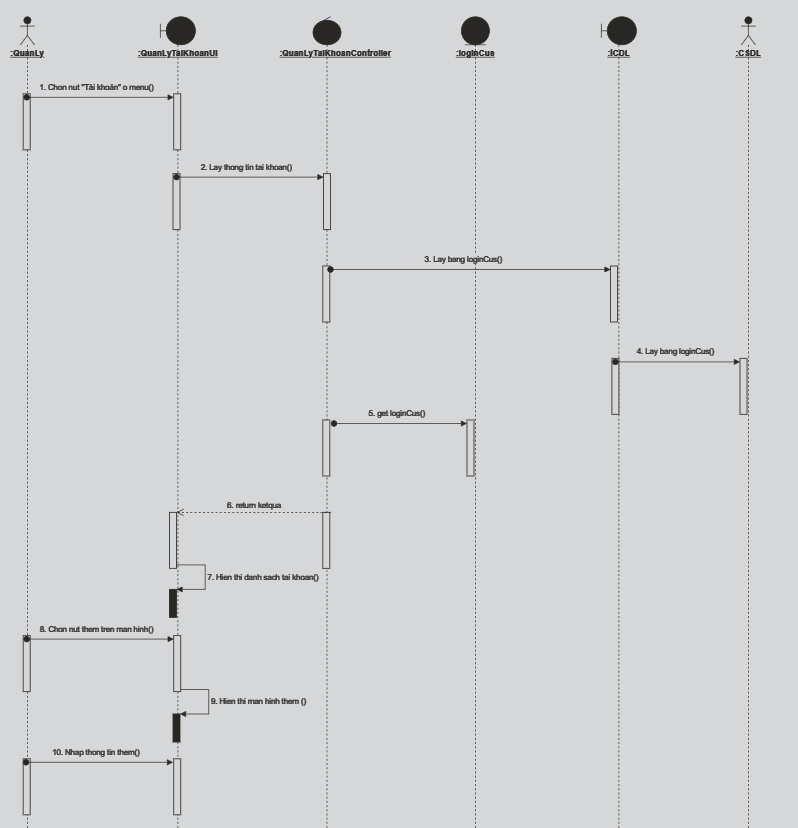 :QuanLy
:QuanLyTaiKhoanUI
:QuanLyTaiKhoanController
:loginCus
:ICDL
:CSDL
1. Chon nut "Tài khoản" o menu()
2. Lay thong tin tai khoan()
3. Lay bang loginCus()
4. Lay bang loginCus()
5. get loginCus()
6. return ketqua
7. Hien thi danh sach tai khoan()
8. Chon nut them tren man hinh()
9. Hien thi man hinh them ()
10. Nhap thong tin them()